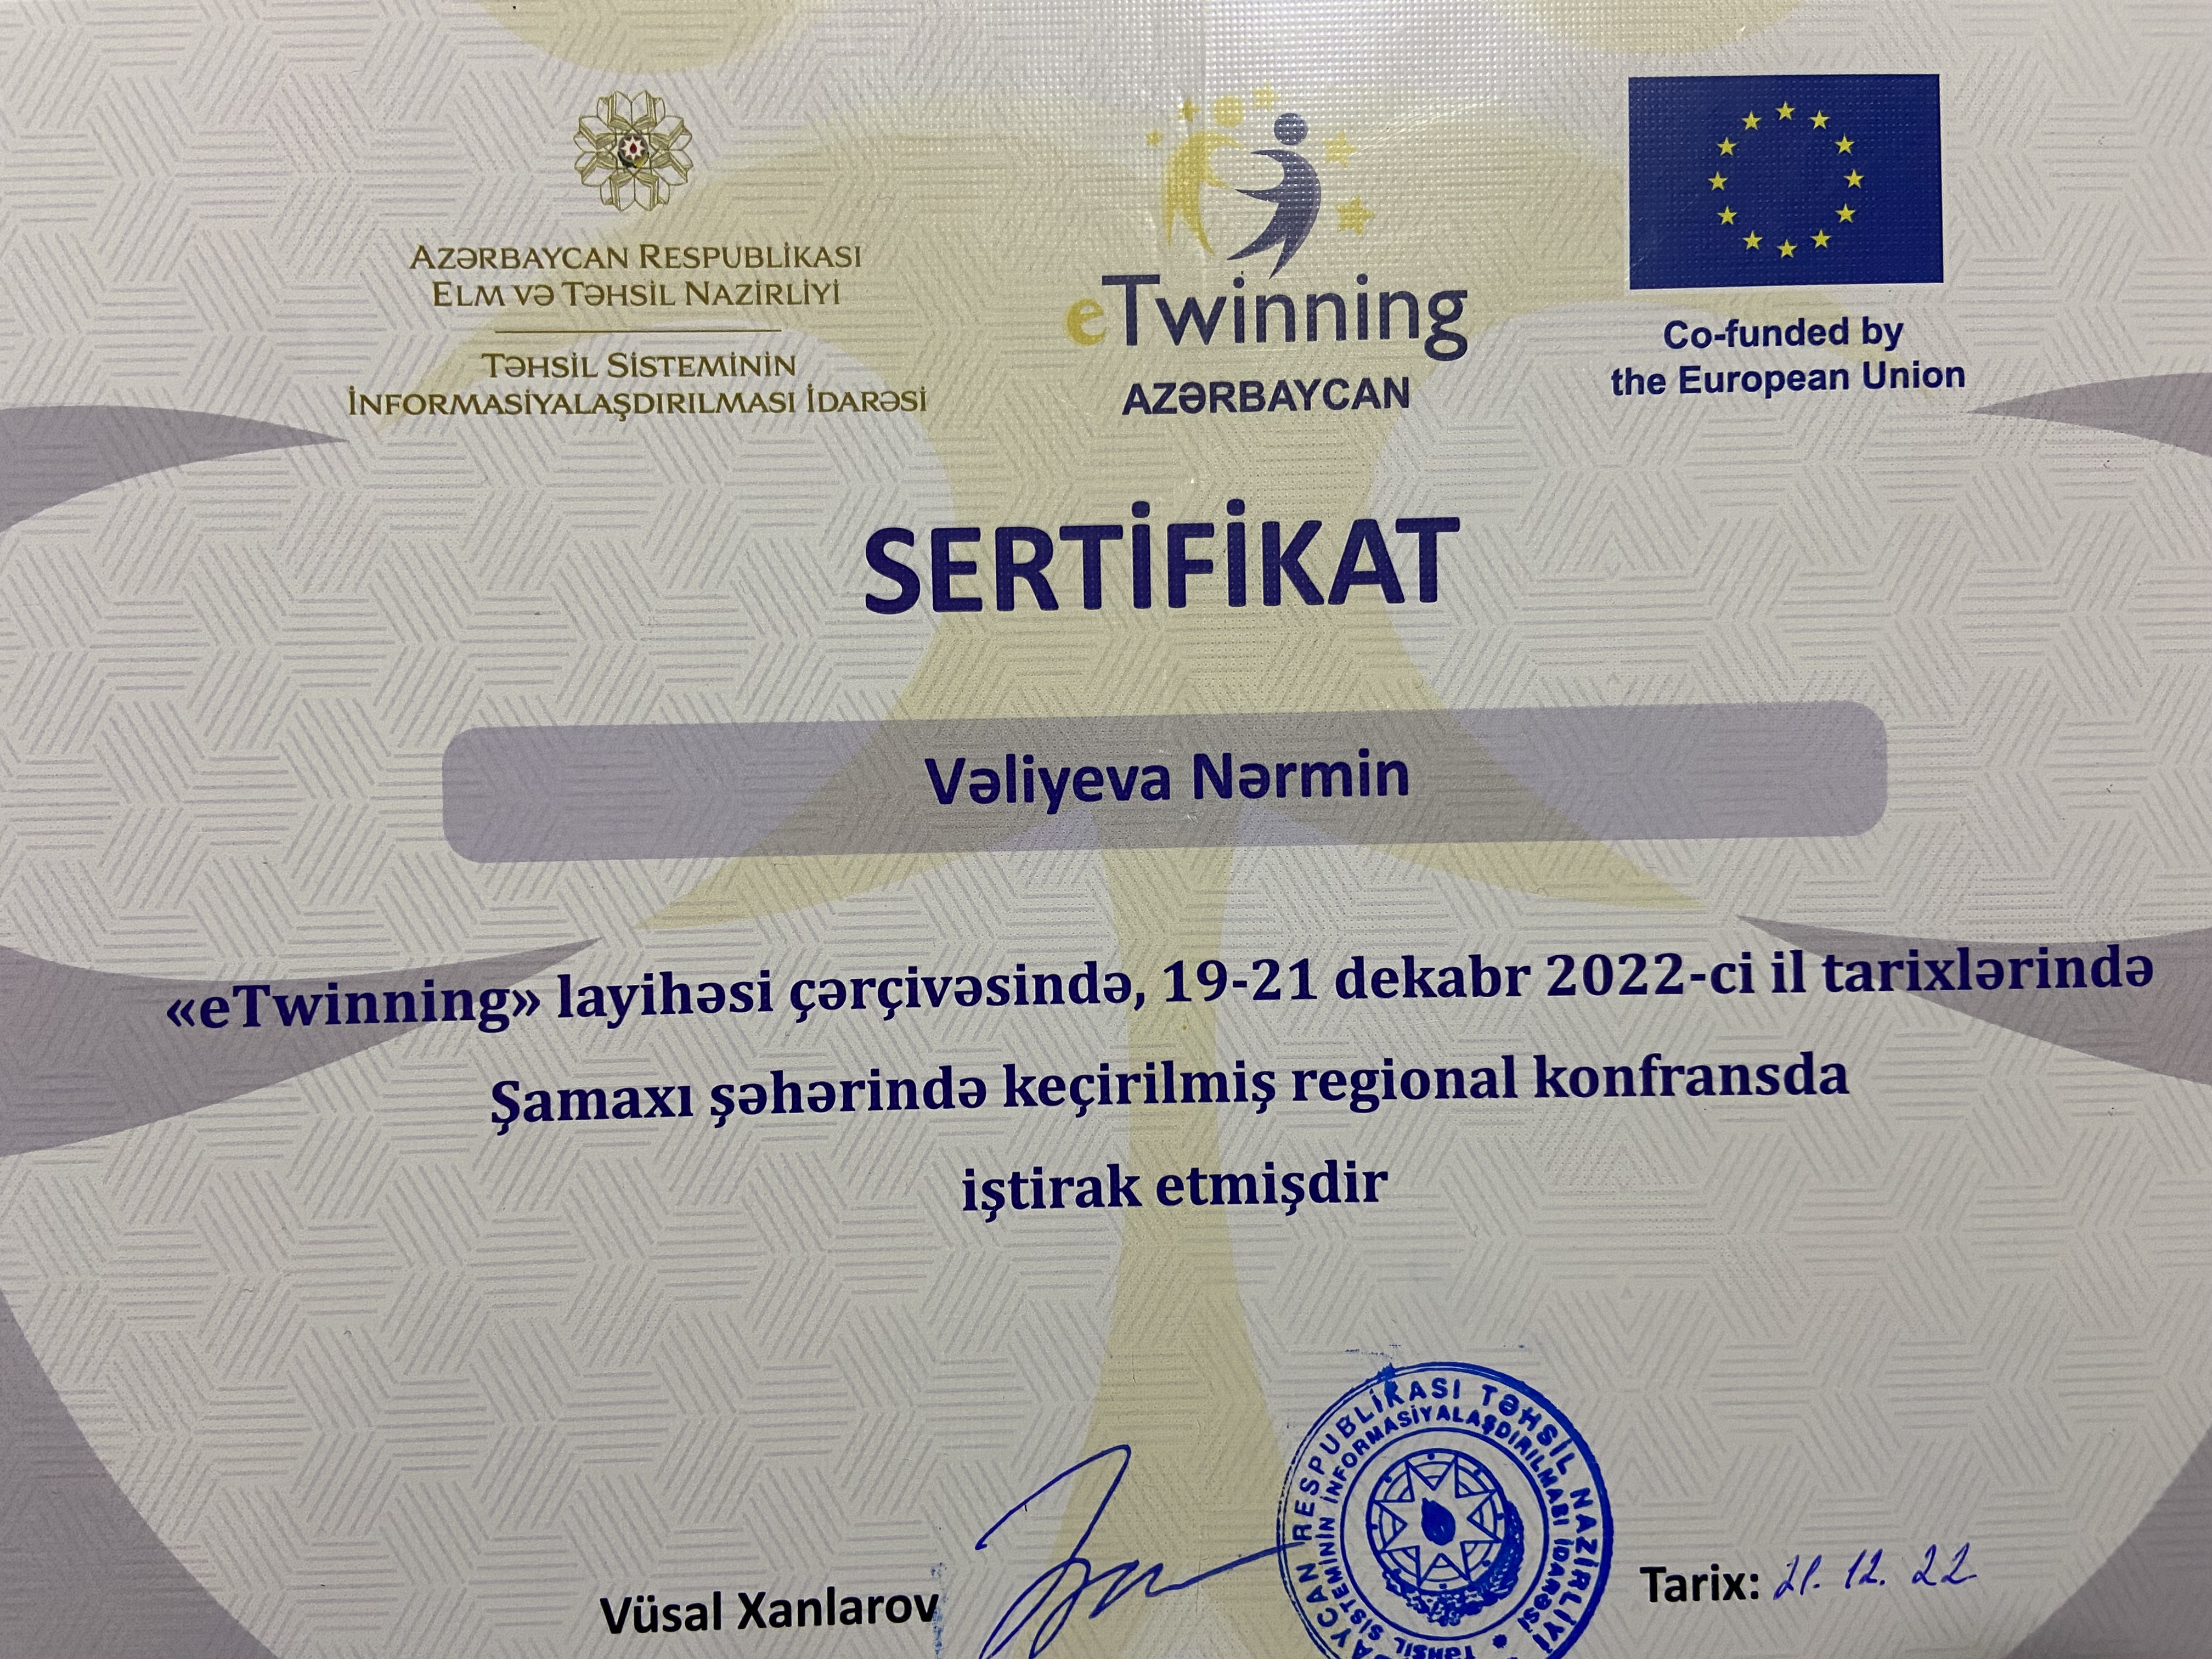 AZƏRBAYCAN RESPUBLİKASI
ELM VƏ TƏHSİL NAZİRLİYİ
TƏHSİL SİSTEMİNİN
İNFORMASİYALAŞDIRILMASI İDARƏSİ
eTwinning
AZƏRBAYCAN
Co-funded by
the European Union
SERTİFİKAT
Vəliyeva Nərmin
«eTwinning» layihəsi çərçivəsində, 19-21 dekabr 2022-ci il tarixlərində
Şamaxı şəhərində keçirilmiş regional konfransda
iştirak etmişdir
Vüsal Xanlarov
RESPUBLİKASI TƏHSİL NAZİRLİYİ
TƏHSİL SİSTEMİNİN İNFORMASİYALAŞDIRILMASI İDARƏSİ
Tarix: 21. 12. 22